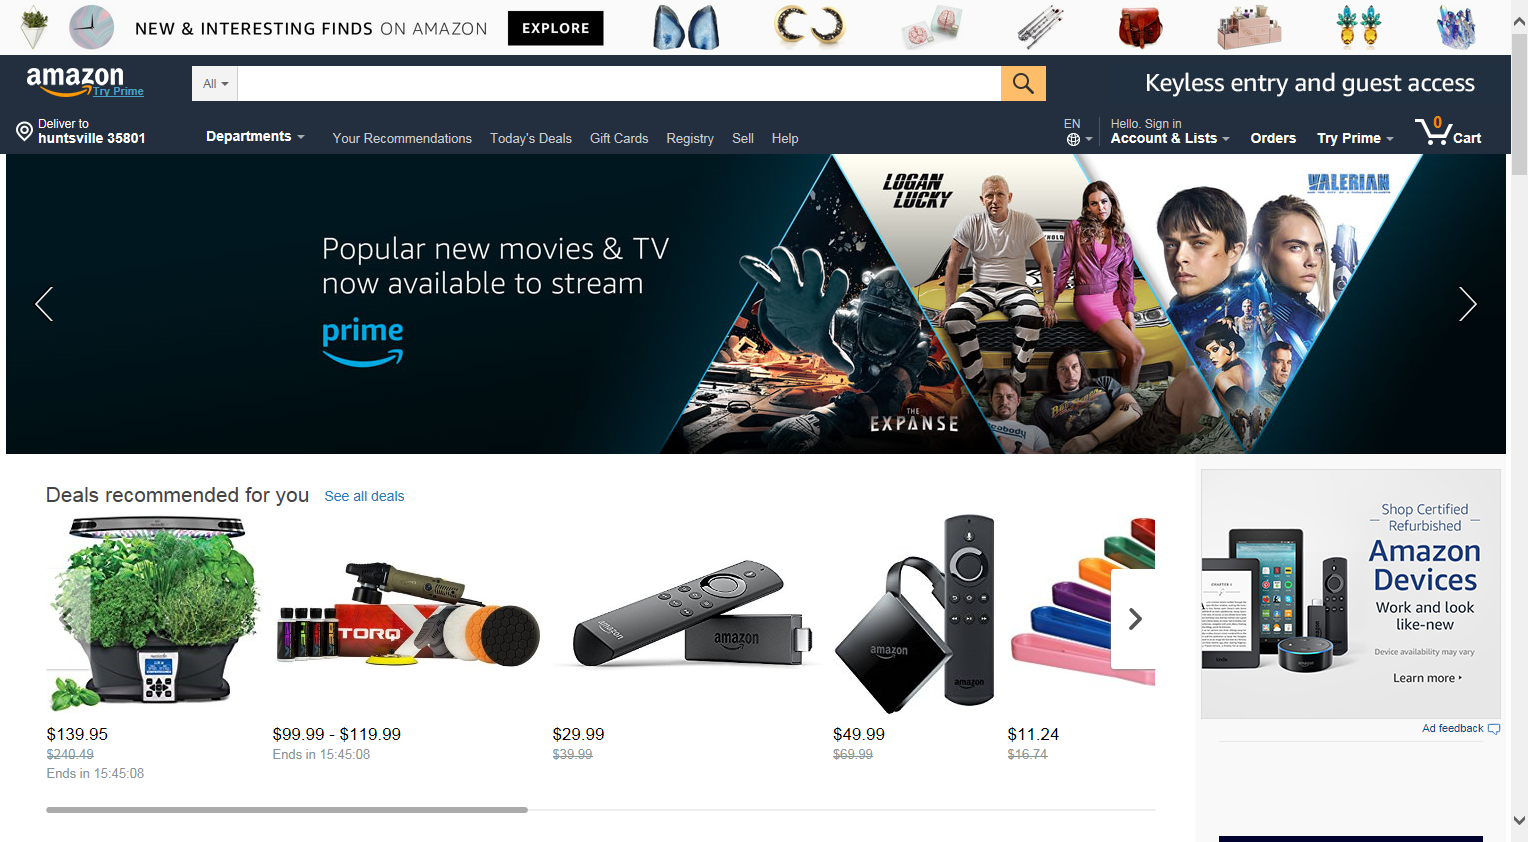 NEW & INTERESTING FINDS ON AMAZON EXPLORE
amazon
Try Prime
All
Keyless entry and guest access
Deliver to
huntsville 35801
Departments
Your Recommendations Today's Deals Gift Cards Registry Sell Help
EN
Hello. Sign in
Account & Lists
Orders
Try Prime
0
Cart
Popular new movies & TV
now available to stream
prime
THE
EXPANSE
LOGAN
LUCKY
VALERIAN
Deals recommended for you See all deals
TORQ
amazon
amazon
amazon
amazon
$139.95
$240.49
Ends in 15:45:08
$99.99 - $119.99
Ends in 15:45:08
$29.99
$39.99
$49.99
$69.99
$11.24
$16.74
Shop Certified
Refurbished
Amazon
Devices
Work and look
like-new
Device availability may vary
Learn more
Ad feedback